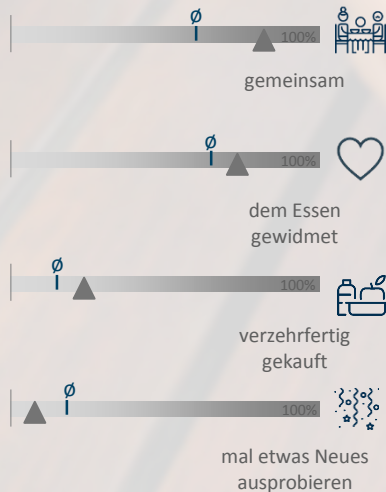 Ø
100%
gemeinsam
Ø
100%
dem Essen
gewidmet
Ø
100%
verzehrfertig
gekauft
Ø
100%
mal etwas Neues
ausprobieren